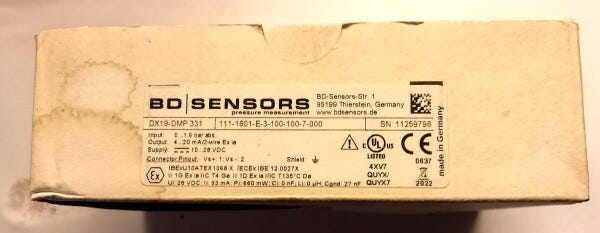 BD|SENSORS
pressure measurement
BD-Sensors-Str. 1
95199 Thierstein, Germany
www.bdsensors.de
DX19-DMP 331 111-1601-E-3-100-100-7-000 SN: 11259796
Input: 0...1.6 bar abs
Output: 4...20 mA/2-wire Ex ia
Supply: 10...28 VDC
Connector Pinout: Vs+: 1; Vs-: 2 Shield:
IBExU10ATEX1068 X IECEx IBE 12.0027X
Ex
II 1G Ex ia IIC T4 Ga II 1D Ex ia IIIC T135°C Da
Ui: 28 VDC Ii: 93 mA; Pi: 660 mW; Ci: 0 nF; Li: 0 µH; Cgnd: 27 nF
c UL US
LISTED
4XV7
QUYX/
QUYX7
CE
0637
2022
made in Germany